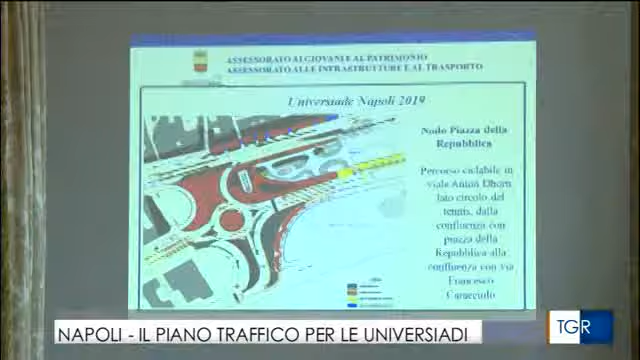 ASSESSORATO AI GIOVANI E AL PATRIMONIO
ASSESSORATO ALLE INFRASTRUTTURE E AL TRASPORTO
Universiade Napoli 2019
Nodo Piazza della
Repubblica
Percorso ciclabile in
viale Anton Dhorn
lato circolo del
tennis, dalla
confluenza con
piazza della
Repubblica alla
confluenza con via
Francesco
Caracciolo
NAPOLI - IL PIANO TRAFFICO PER LE UNIVERSIADI
TGR